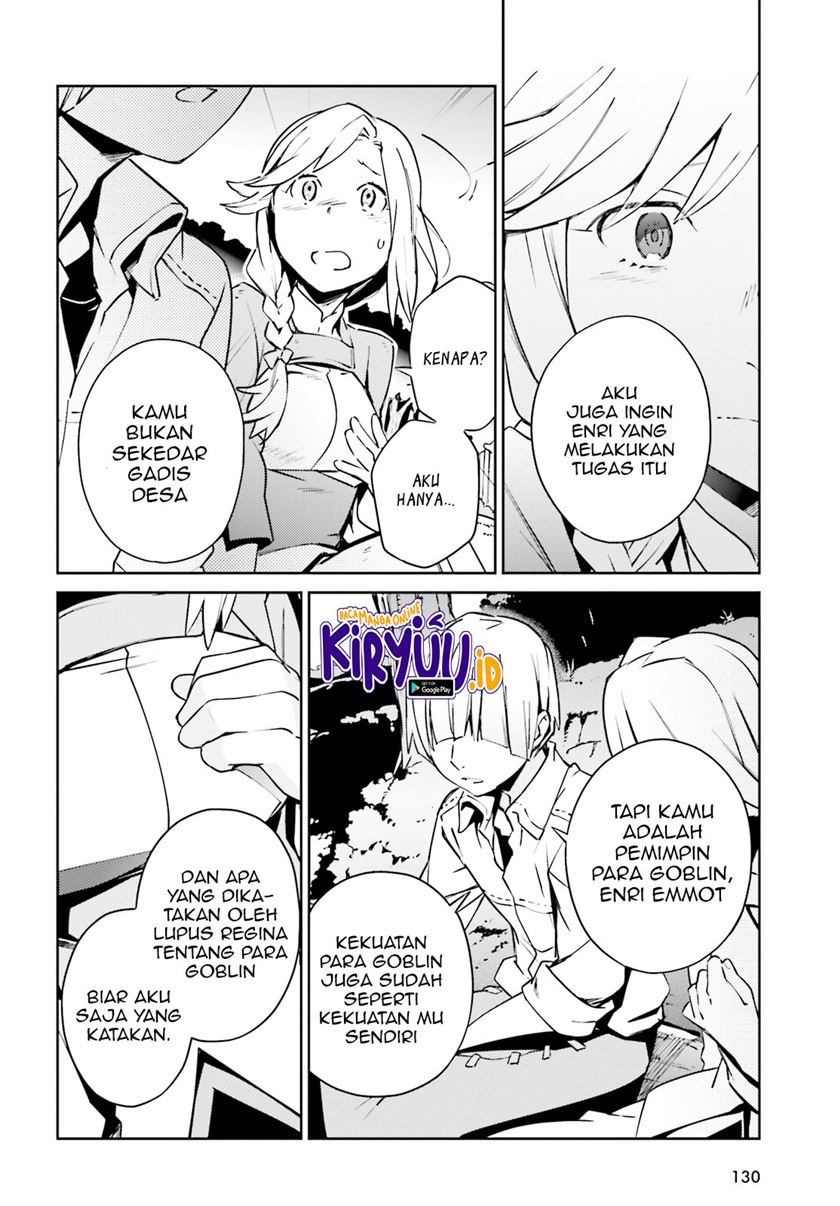 AKU
JUGA INGIN
ENRI YANG
MELAKUKAN
TUGAS ITU
KENAPA?
AKU
HANYA...
KAMU
BUKAN
SEKEDAR
GADIS
DESA
BACA MANGA ONLINE
KIRYUU.ID
GET IT ON
Google Play
TAPI KAMU
ADALAH
PEMIMPIN
PARA GOBLIN,
ENRI EMMOT
KEKUATAN
PARA GOBLIN
JUGA SUDAH
SEPERTI
KEKUATAN MU
SENDIRI
DAN APA
YANG DIKA-
TAKAN OLEH
LUPUS REGINA
TENTANG PARA
GOBLIN
BIAR AKU
SAJA YANG
KATAKAN.
130